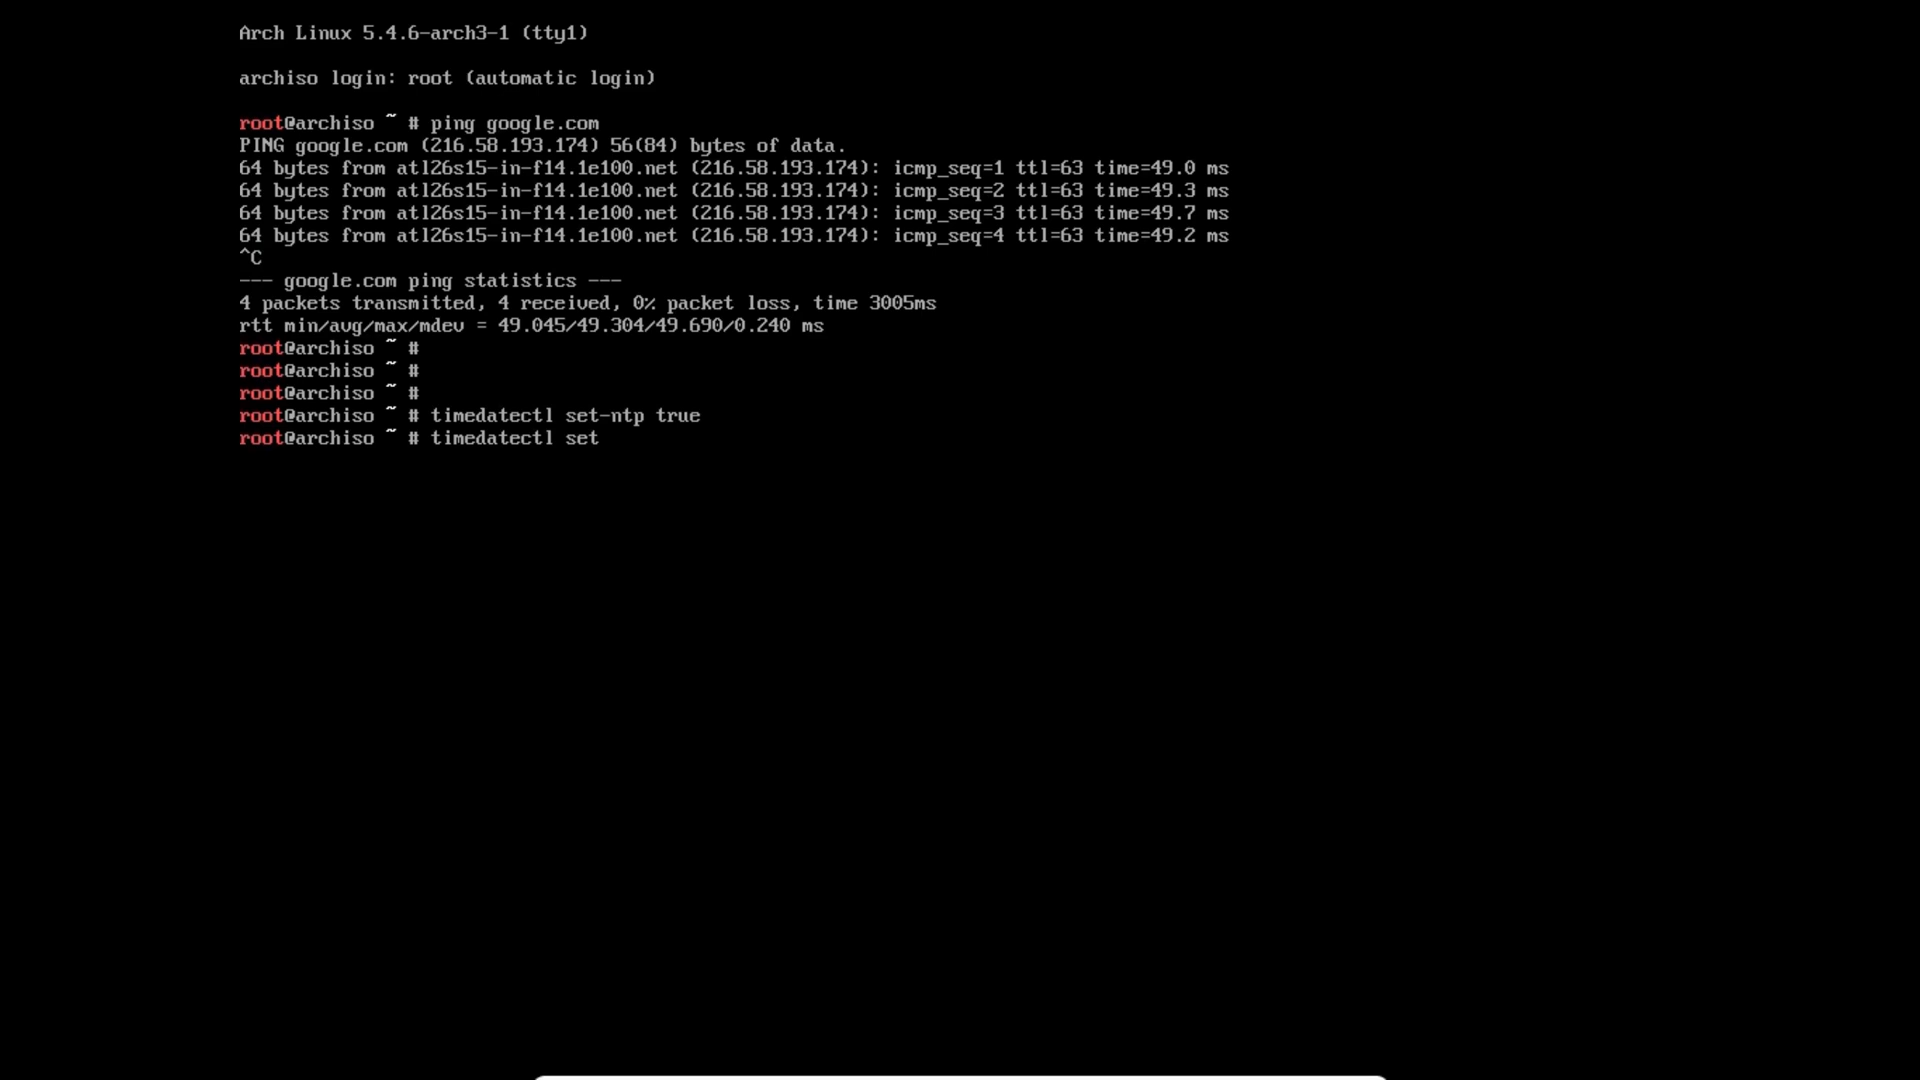 Arch Linux 5.4.6-arch3-1 (tty1)
archiso login: root (automatic login)
root@archiso ~ # ping google.com
PING google.com (216.58.193.174) 56(84) bytes of data.
64 bytes from atl26s15-in-f14.1e100.net (216.58.193.174): icmp_seq=1 ttl=63 time=49.0 ms
64 bytes from atl26s15-in-f14.1e100.net (216.58.193.174): icmp_seq=2 ttl=63 time=49.3 ms
64 bytes from atl26s15-in-f14.1e100.net (216.58.193.174): icmp_seq=3 ttl=63 time=49.7 ms
64 bytes from atl26s15-in-f14.1e100.net (216.58.193.174): icmp_seq=4 ttl=63 time=49.2 ms
^C
--- google.com ping statistics ---
4 packets transmitted, 4 received, 0% packet loss, time 3005ms
rtt min/avg/max/mdev = 49.045/49.304/49.690/0.240 ms
root@archiso ~ #
root@archiso ~ #
root@archiso ~ #
root@archiso ~ # timedatectl set-ntp true
root@archiso ~ # timedatectl set